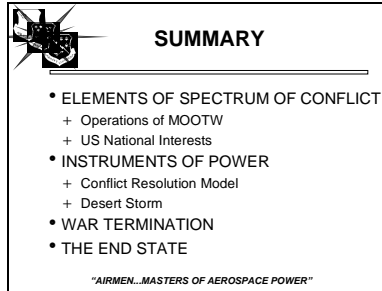 SUMMARY
• ELEMENTS OF SPECTRUM OF CONFLICT
+ Operations of MOOTW
+ US National Interests
• INSTRUMENTS OF POWER
+ Conflict Resolution Model
+ Desert Storm
• WAR TERMINATION
• THE END STATE
"AIRMEN...MASTERS OF AEROSPACE POWER"